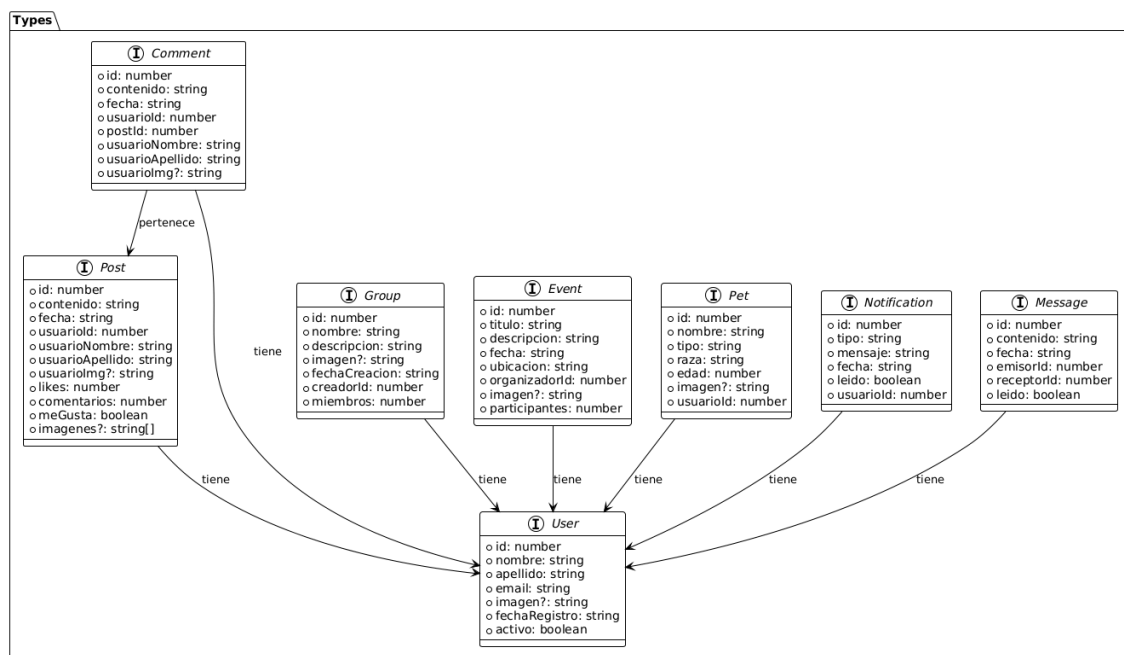 Types
I Comment
id: number
contenido: string
fecha: string
usuarioId: number
postId: number
usuarioNombre: string
usuarioApellido: string
usuarioImg?: string
pertenece
tiene
I Post
id: number
contenido: string
fecha: string
usuarioId: number
usuarioNombre: string
usuarioApellido: string
usuarioImg?: string
likes: number
comentarios: number
meGusta: boolean
imagenes?: string[]
tiene
I Group
id: number
nombre: string
descripcion: string
imagen?: string
fechaCreacion: string
creadorId: number
miembros: number
tiene
I Event
id: number
titulo: string
descripcion: string
fecha: string
ubicacion: string
organizadorId: number
imagen?: string
participantes: number
tiene
I Pet
id: number
nombre: string
tipo: string
raza: string
edad: number
imagen?: string
usuarioId: number
tiene
I Notification
id: number
tipo: string
mensaje: string
fecha: string
leido: boolean
usuarioId: number
tiene
I Message
id: number
contenido: string
fecha: string
emisorId: number
receptorId: number
leido: boolean
tiene
I User
id: number
nombre: string
apellido: string
email: string
imagen?: string
fechaRegistro: string
activo: boolean